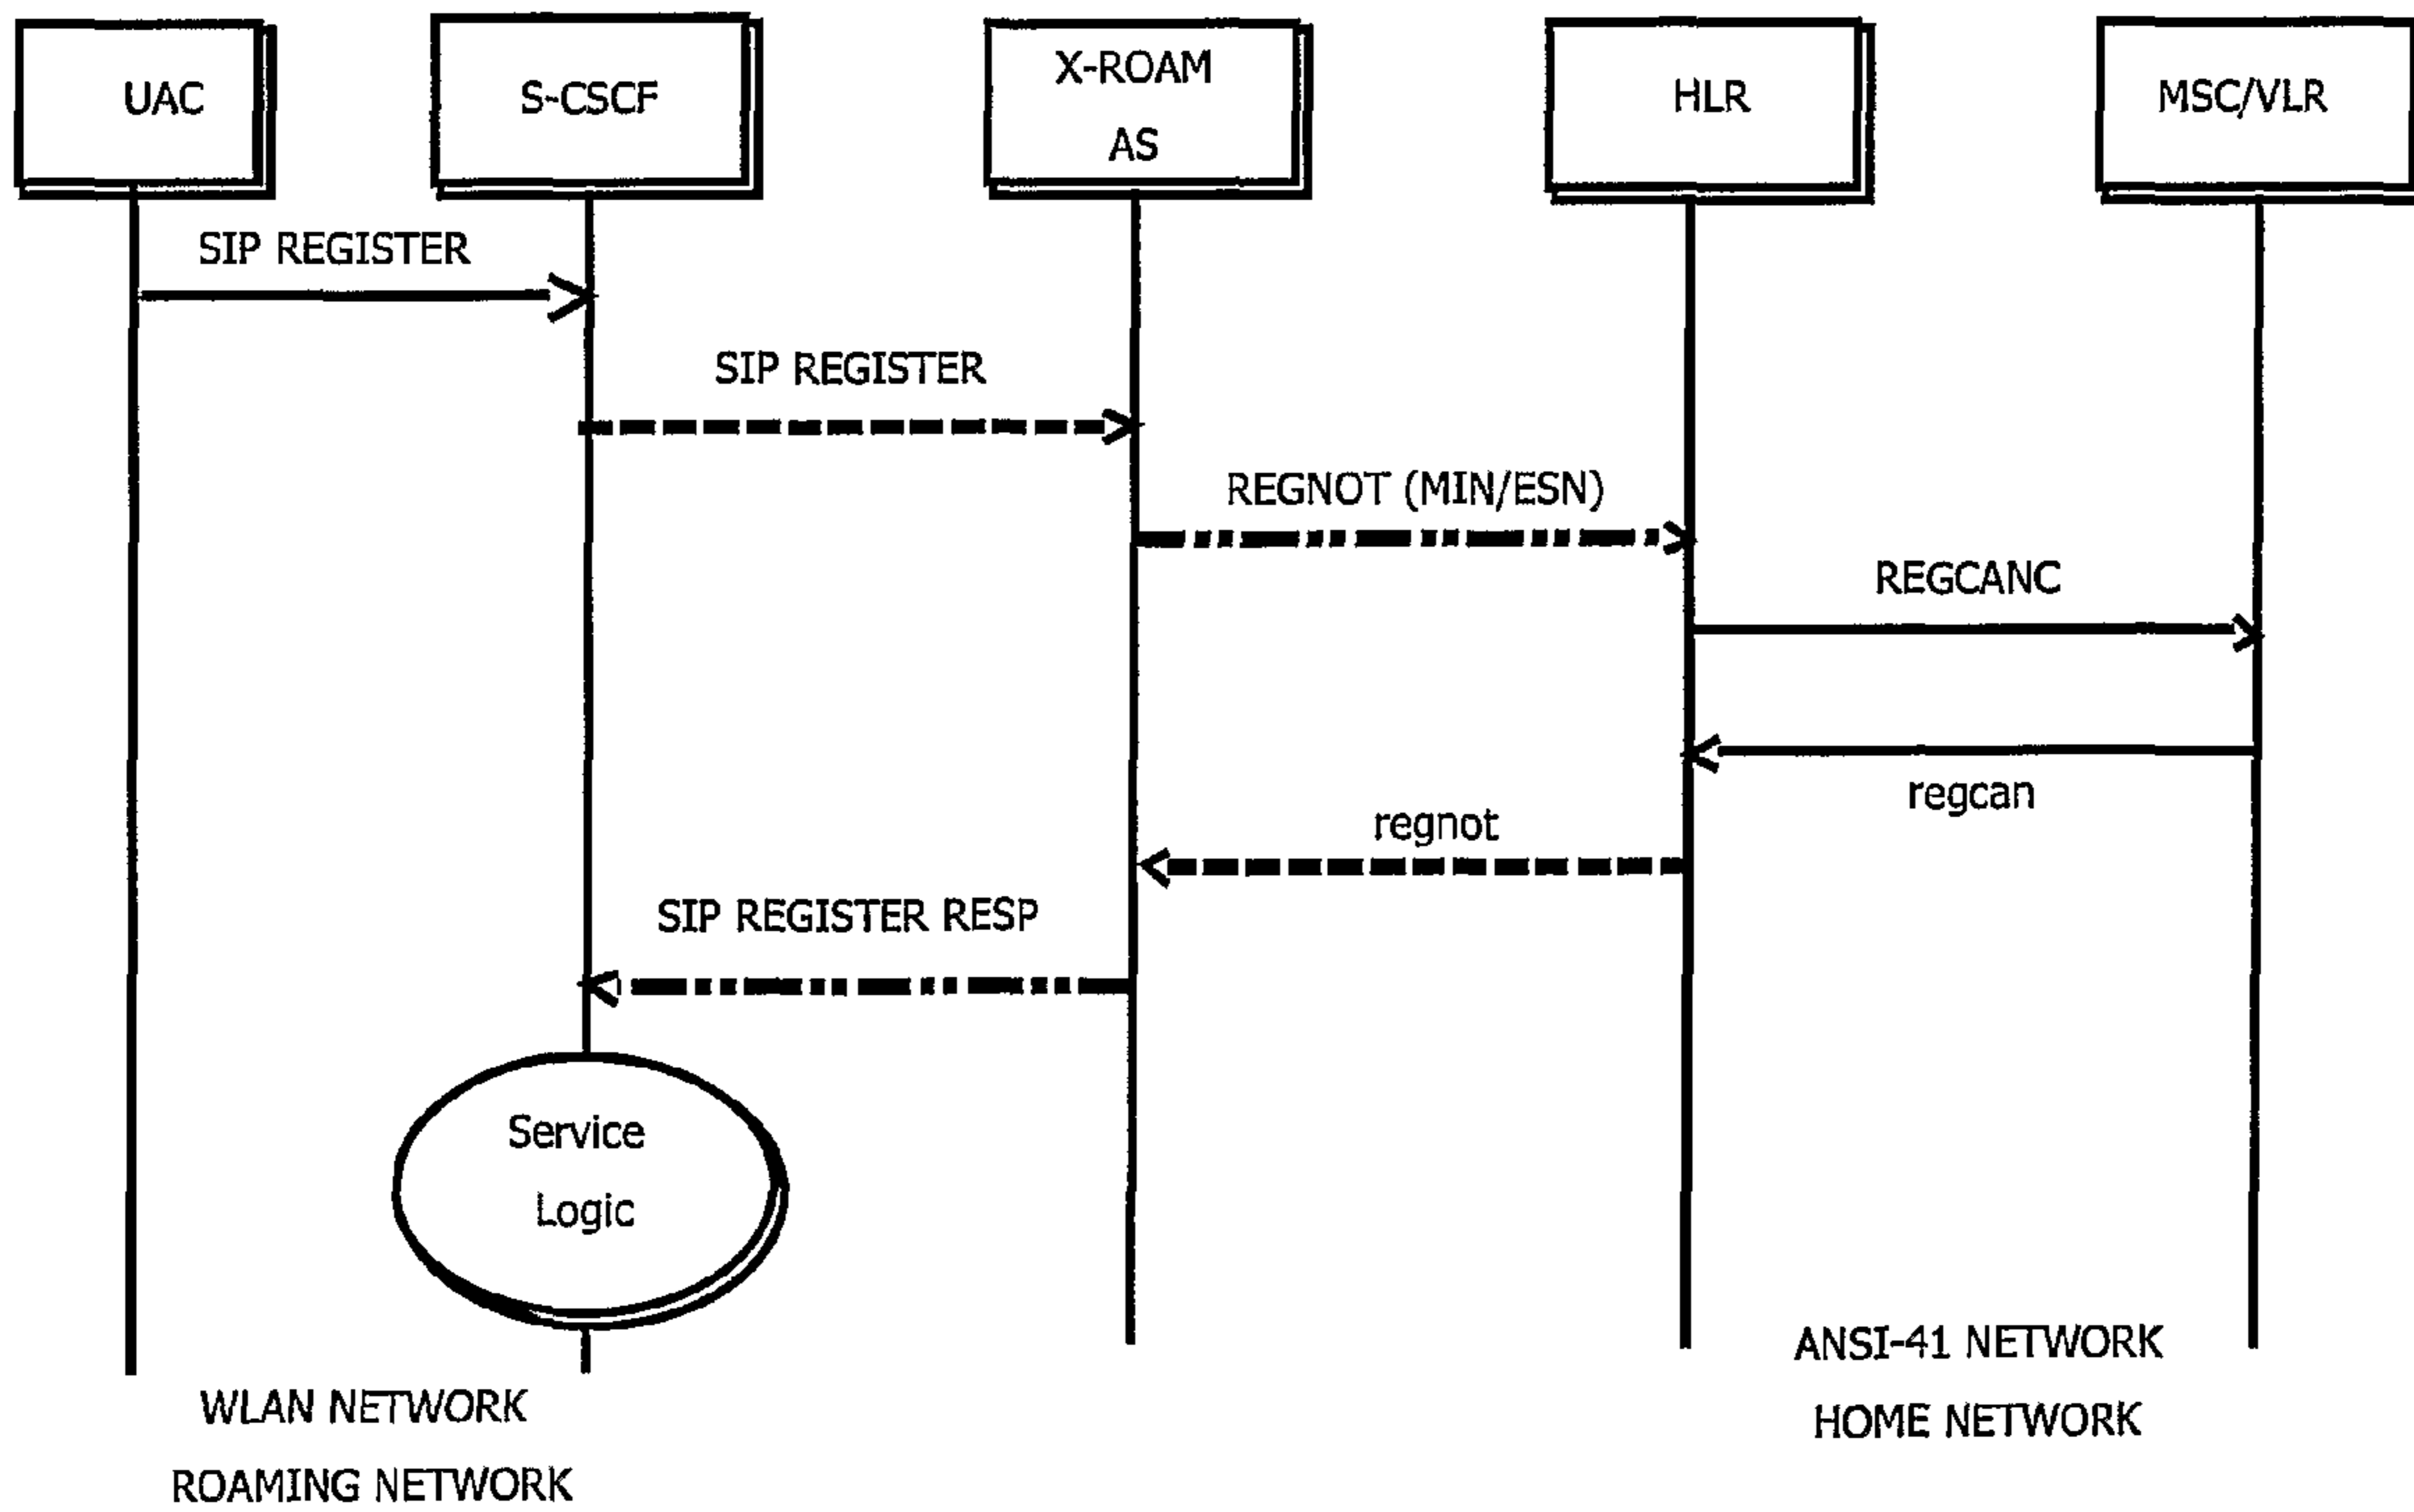 UAC
S-CSCF
X-ROAM
AS
HLR
MSC/VLR
SIP REGISTER
SIP REGISTER
REGNOT (MIN/ESN)
REGCANC
regcan
regnot
SIP REGISTER RESP
Service
Logic
ANSI-41 NETWORK
HOME NETWORK
WLAN NETWORK
ROAMING NETWORK